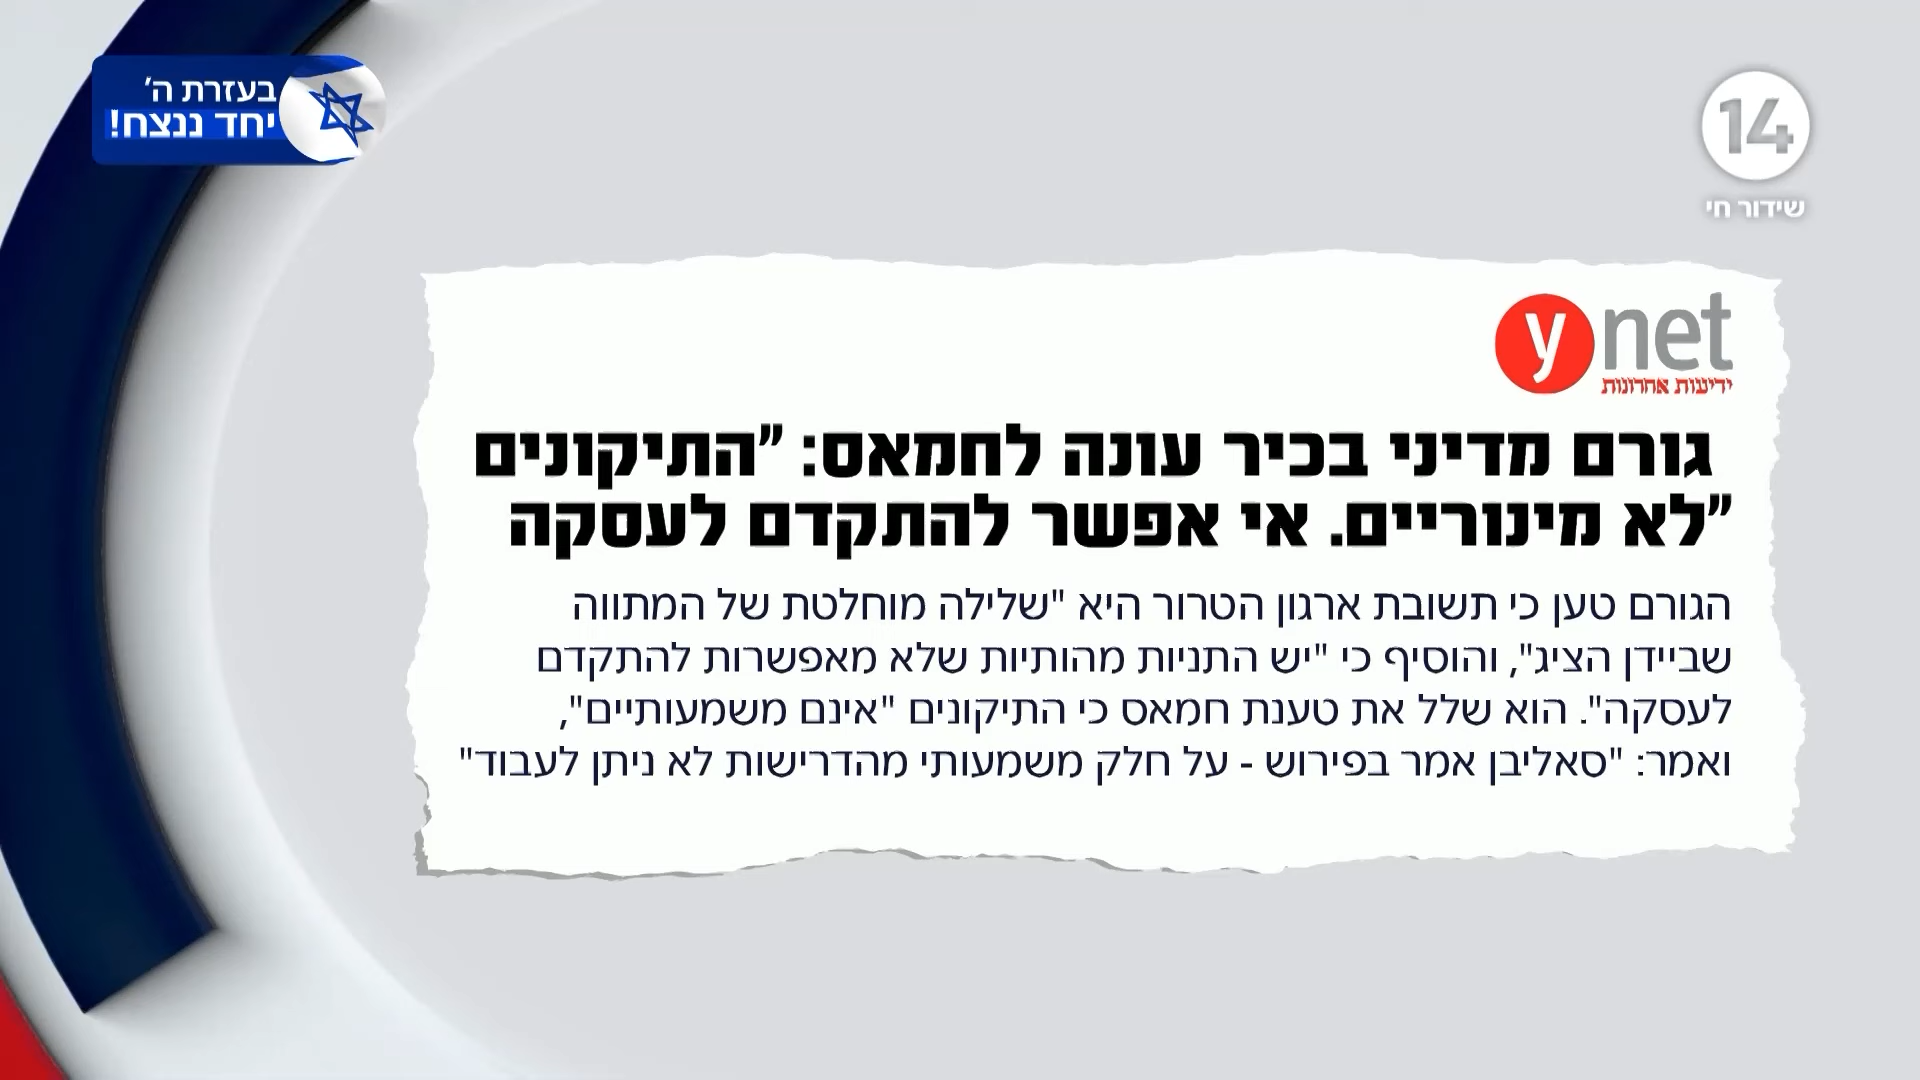 בעזרת ה'
יחד ננצח!
14
שידור חי
ynet
ידיעות אחרונות
גורם מדיני בכיר עונה לחמאס: "התיקונים
"לא מינוריים. אי אפשר להתקדם לעסקה
הגורם טען כי תשובת ארגון הטרור היא "שלילה מוחלטת של המתווה
שביידן הציג", והוסיף כי "יש התניות מהותיות שלא מאפשרות להתקדם
לעסקה". הוא שלל את טענת חמאס כי התיקונים "אינם משמעותיים",
ואמר: "סאליבן אמר בפירוש - על חלק משמעותי מהדרישות לא ניתן לעבוד"